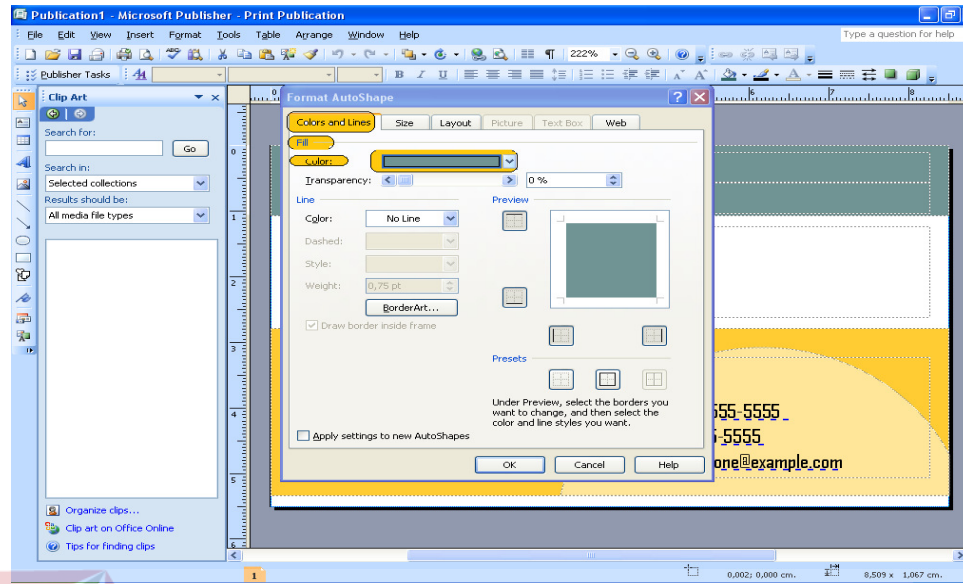 Publication1 - Microsoft Publisher - Print Publication
File Edit View Insert Format Tools Table Arrange Window Help Type a question for help
222%
Publisher Tasks
Clip Art
Search for:
Go
Search in:
Selected collections
Results should be:
All media file types
Organize clips...
Clip art on Office Online
Tips for finding clips
Format AutoShape
Colors and Lines Size Layout Picture Text Box Web
Fill
Color:
Transparency: 0 %
Line Preview
Color: No Line
Dashed:
Style:
Weight: 0,75 pt
BorderArt...
Draw border inside frame
Presets
Under Preview, select the borders you
want to change, and then select the
color and line styles you want.
Apply settings to new AutoShapes
OK Cancel Help
555-5555
-5555
one@example.com
1
0,002; 0,000 cm. 8,509 x 1,067 cm.